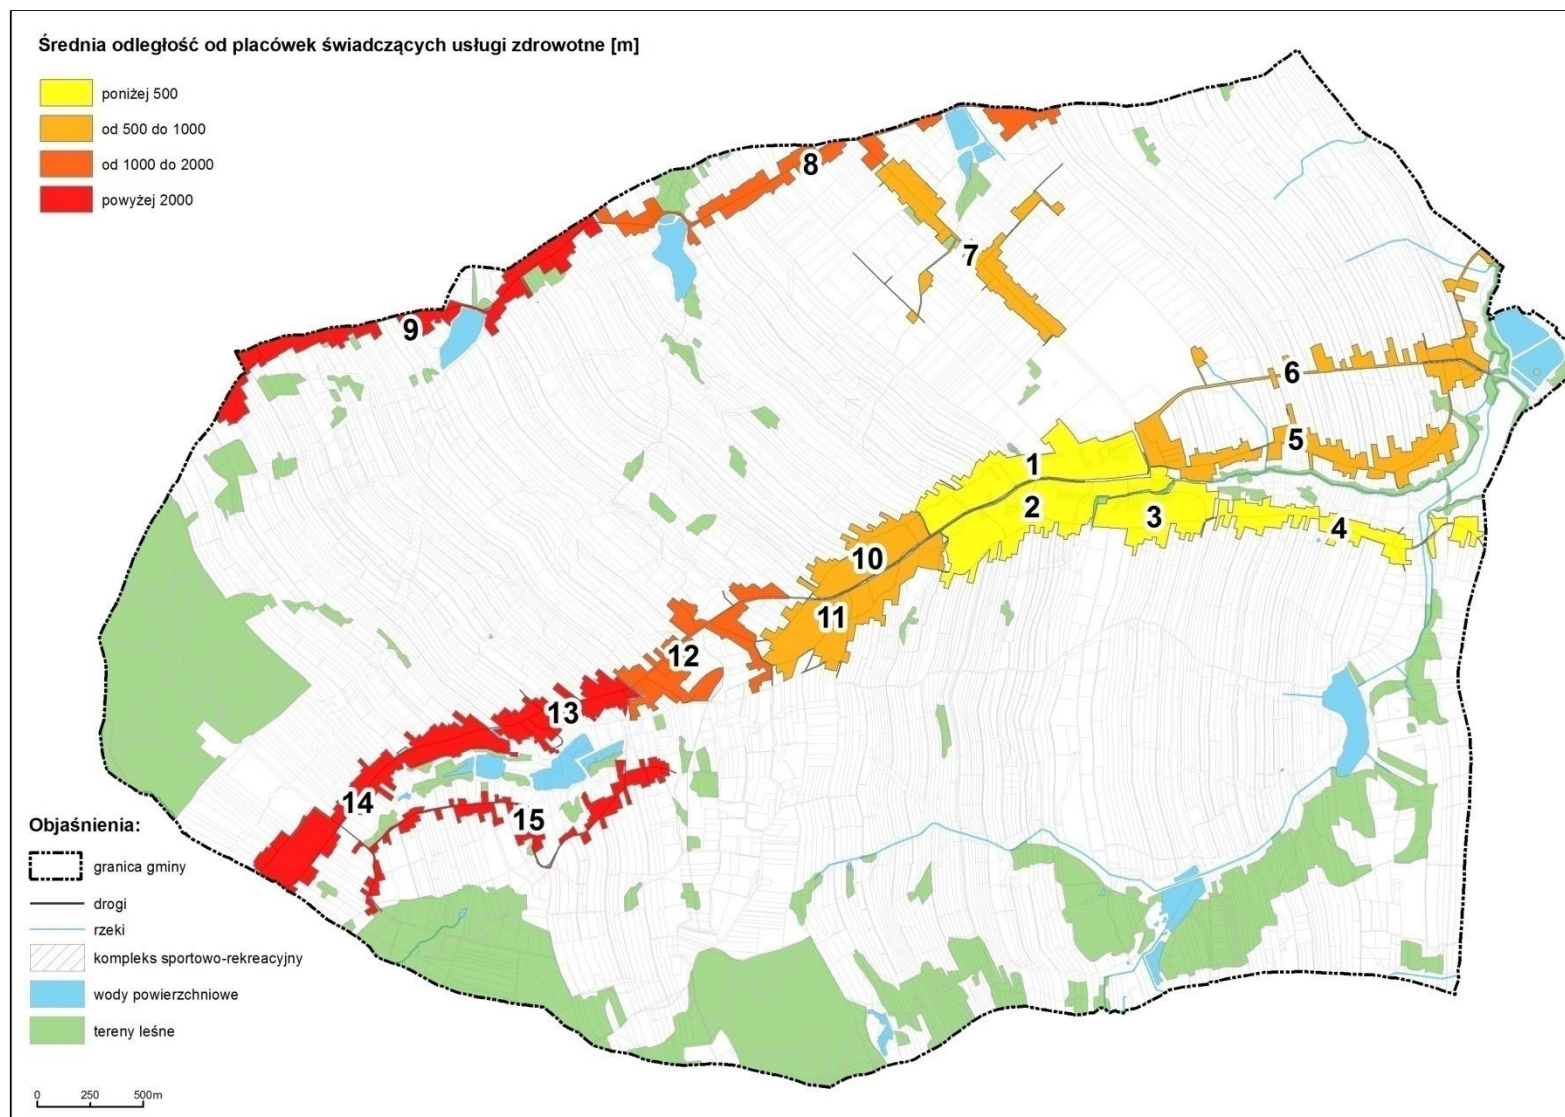 Średnia odległość od placówek świadczących usługi zdrowotne [m]
poniżej 500
od 500 do 1000
od 1000 do 2000
powyżej 2000
8
7
9
6
5
1
2
3
4
10
11
12
13
14
15
Objaśnienia:
granica gminy
drogi
rzeki
kompleks sportowo-rekreacyjny
wody powierzchniowe
tereny leśne
0 250 500m